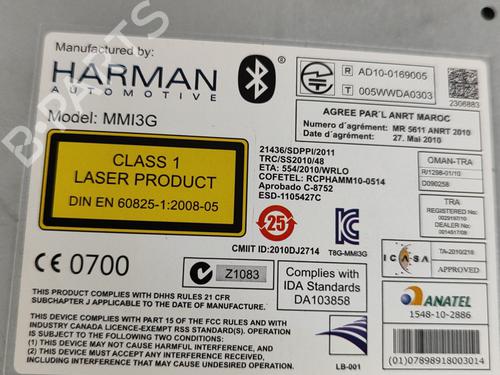 Manufactured by:
HARMAN
AUTOMOTIVE
Model: MMI3G
CLASS 1
LASER PRODUCT
DIN EN 60825-1:2008-05
CE 0700
R AD10-0169005
T 005WWDA0303
2306883
AGREE PAR´L ANRT MAROC
Numéro d'agrément: MR 5611 ANRT 2010
Date d'agrément: 27. Mai 2010
21436/SDPPI/2011
TRC/SS2010/48
ETA: 554/2010/WRLO
COFETEL: RCPHAMM10-0514
Aprobado C-8752
ESD-1105427C
OMAN-TRA
R/1298-01/10
D090258
TRA
REGISTERED No:
DEALER No:
25
CMIIT ID:2010DJ2714
T8G-MMI3G
N
Z1083
Complies with
IDA Standards
DA103858
ICASA
TA-2010/218
APPROVED
ANATEL
1548-10-2886
(01)07898918003014
LB-001
THIS PRODUCT COMPLIES WITH DHHS RULES 21 CFR
SUBCHAPTER J APPLICABLE TO THE DATE OF MANUFACTURE.
THIS DEVICE COMPLIES WITH PART 15 OF THE FCC RULES AND WITH
INDUSTRY CANADA LICENCE-EXEMPT RSS STANDARD(S). OPERATION
IS SUBJECT TO THE FOLLOWING TWO CONDITIONS:
(1) THIS DEVICE MAY NOT CAUSE HARMFUL
INTERFERENCE, AND (2) THIS DEVICE
MUST ACCEPT ANY INTERFERENCE RECEIVED,
INCLUDING INTERFERENCE THAT
B-PARTS